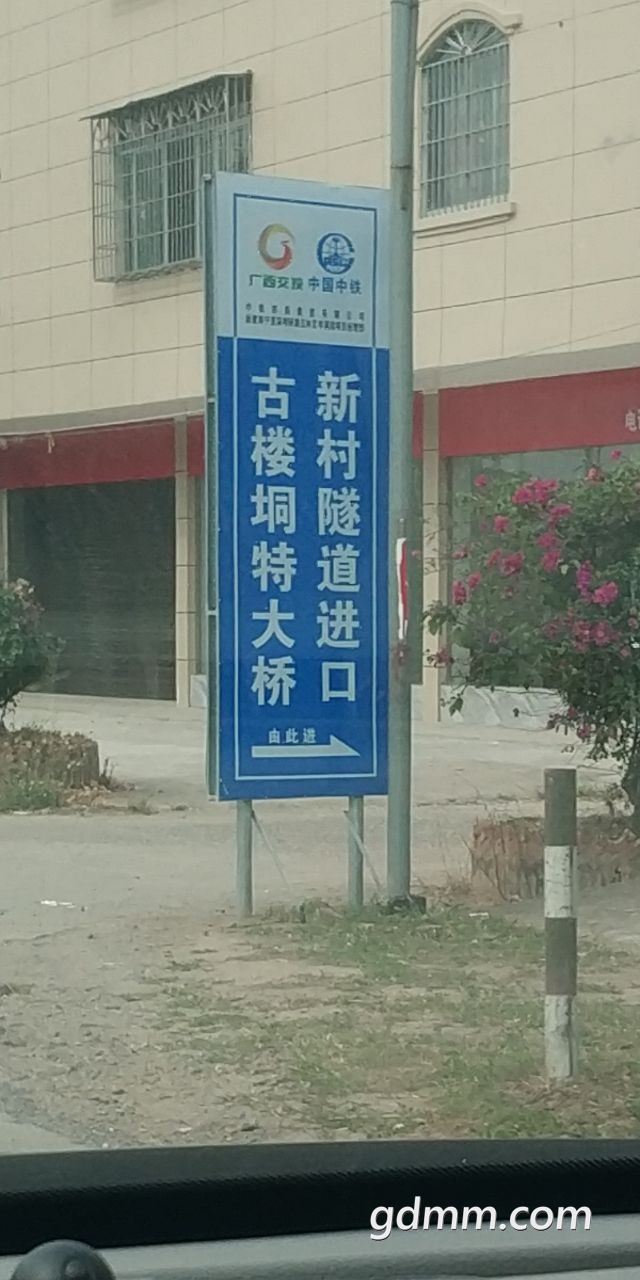 广西交投 中国中铁
新村隧道进口
古楼垌特大桥
由此进
电
gdmm.com